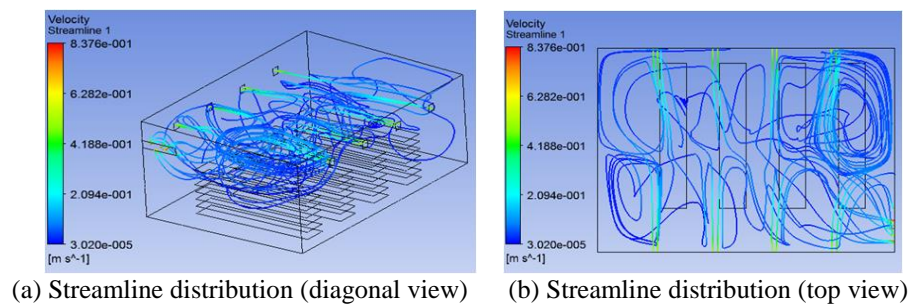 Velocity
Streamline 1
8.376e-001
6.282e-001
4.188e-001
2.094e-001
3.020e-005
[m s^-1]
Velocity
Streamline 1
8.376e-001
6.282e-001
4.188e-001
2.094e-001
3.020e-005
[m s^-1]
(a) Streamline distribution (diagonal view)
(b) Streamline distribution (top view)